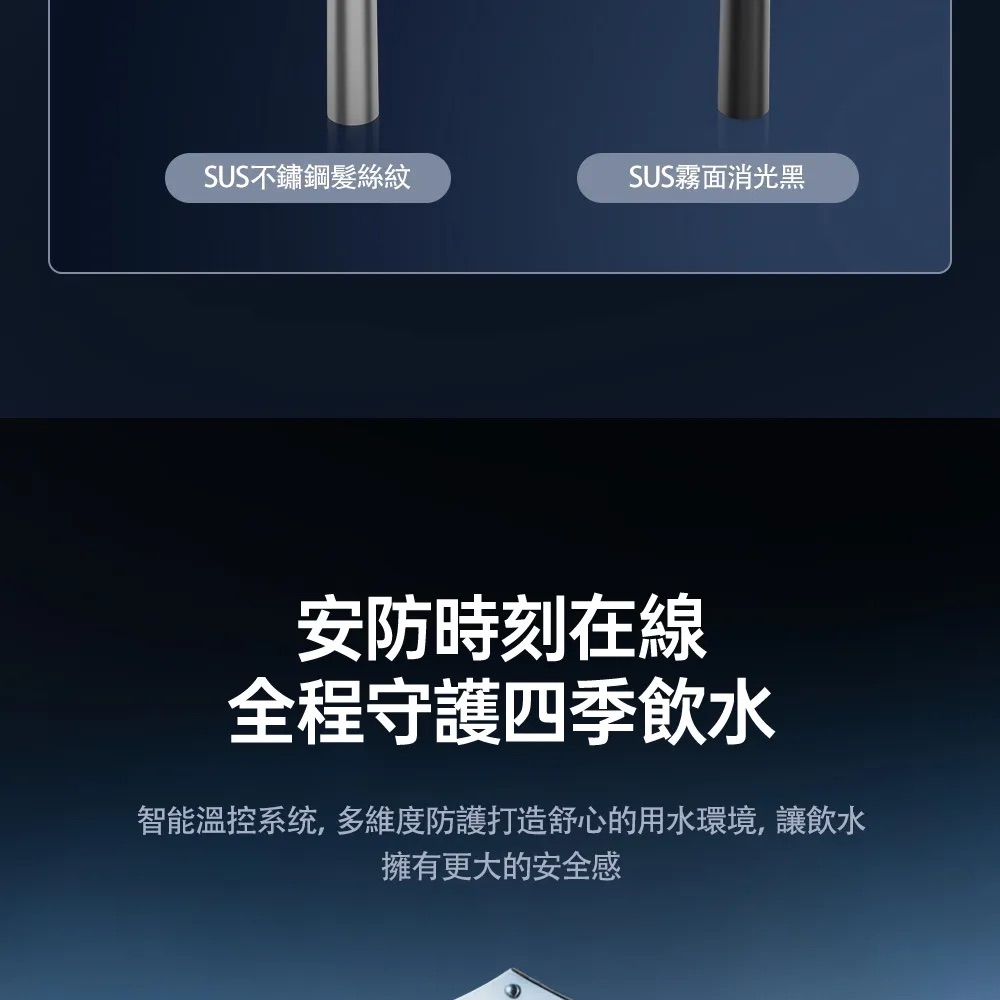 SUS不鏽鋼髮絲紋
SUS霧面消光黑
安防時刻在線
全程守護四季飲水
智能溫控系统, 多維度防護打造舒心的用水環境, 讓飲水
擁有更大的安全感